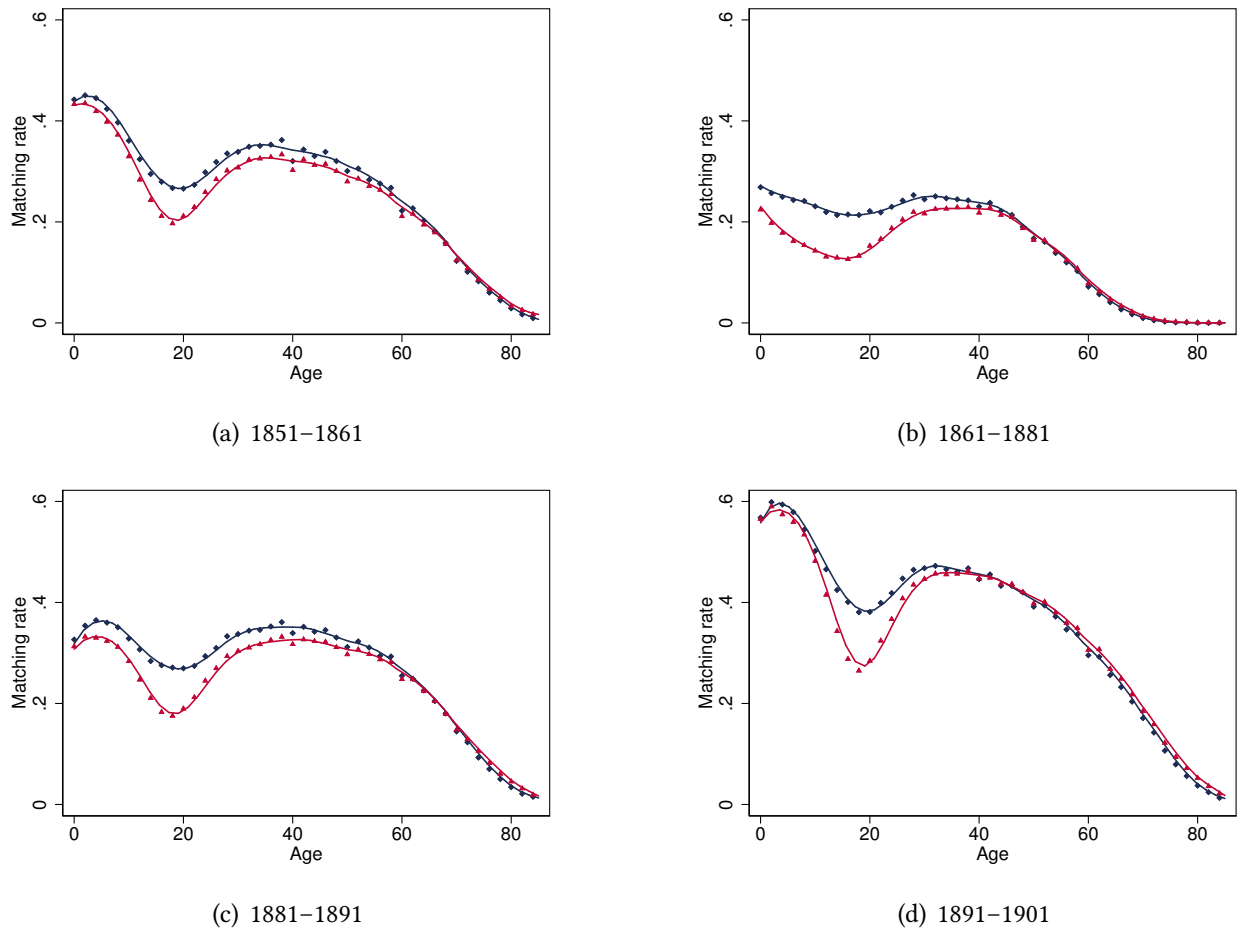 Matching rate
0 .2 .4 .6
0 20 40 60 80
Age
(a) 1851–1861
Matching rate
0 .2 .4 .6
0 20 40 60 80
Age
(b) 1861–1881
Matching rate
0 .2 .4 .6
0 20 40 60 80
Age
(c) 1881–1891
Matching rate
0 .2 .4 .6
0 20 40 60 80
Age
(d) 1891–1901